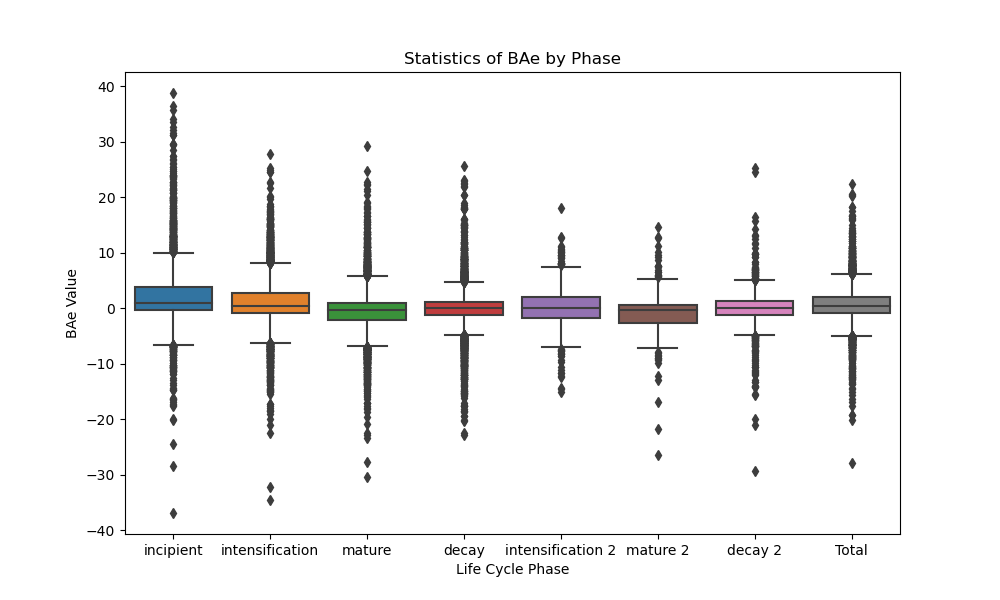 Statistics of BAe by Phase
BAe Value
40
30
20
10
0
−10
−20
−30
−40
incipient intensification mature decay intensification 2 mature 2 decay 2 Total
Life Cycle Phase